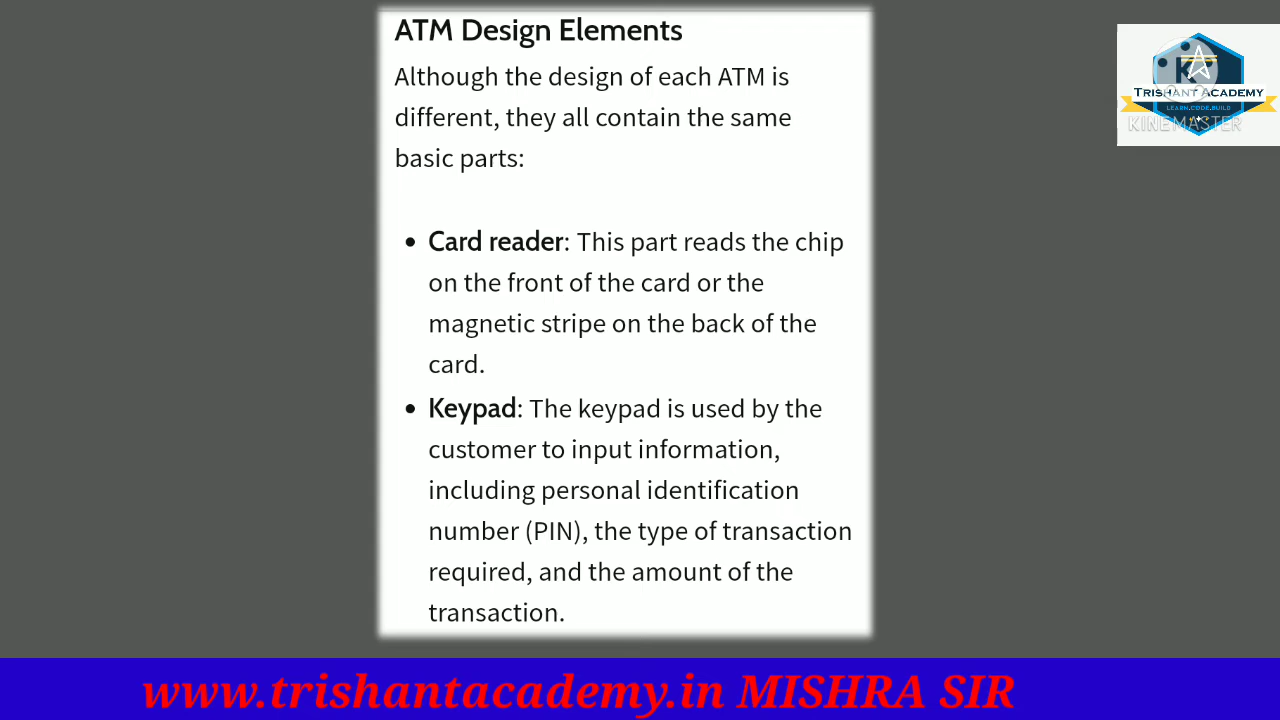 ATM Design Elements
Although the design of each ATM is
different, they all contain the same
basic parts:
• Card reader: This part reads the chip
on the front of the card or the
magnetic stripe on the back of the
card.
• Keypad: The keypad is used by the
customer to input information,
including personal identification
number (PIN), the type of transaction
required, and the amount of the
transaction.
TRISHANT ACADEMY
LEARN.CODE.BUILD
KINEMASTER
www.trishantacademy.in MISHRA SIR